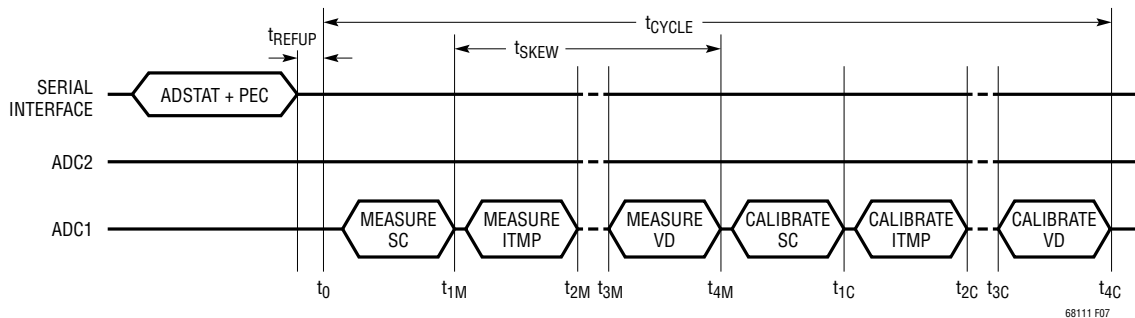 tCYCLE
tREFUP
tSKEW
SERIAL
INTERFACE
ADSTAT + PEC
ADC2
ADC1
MEASURE
SC
MEASURE
ITMP
MEASURE
VD
CALIBRATE
SC
CALIBRATE
ITMP
CALIBRATE
VD
t0
t1M
t2M
t3M
t4M
t1C
t2C
t3C
t4C
68111 F07